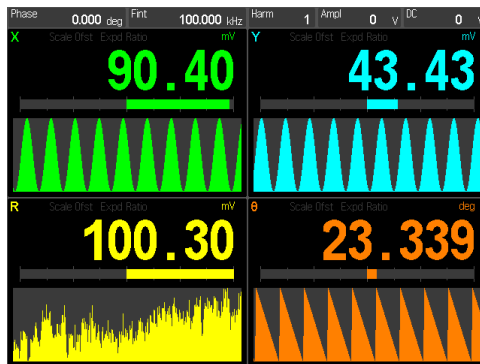 Phase 0.000 deg Fint 100.000 kHz Harm 1 Ampl 0 V DC 0 V
X Scale Ofst Expd Ratio mV
90.40
Y Scale Ofst Expd Ratio mV
43.43
R Scale Ofst Expd Ratio mV
100.30
θ Scale Ofst Expd Ratio deg
23.339